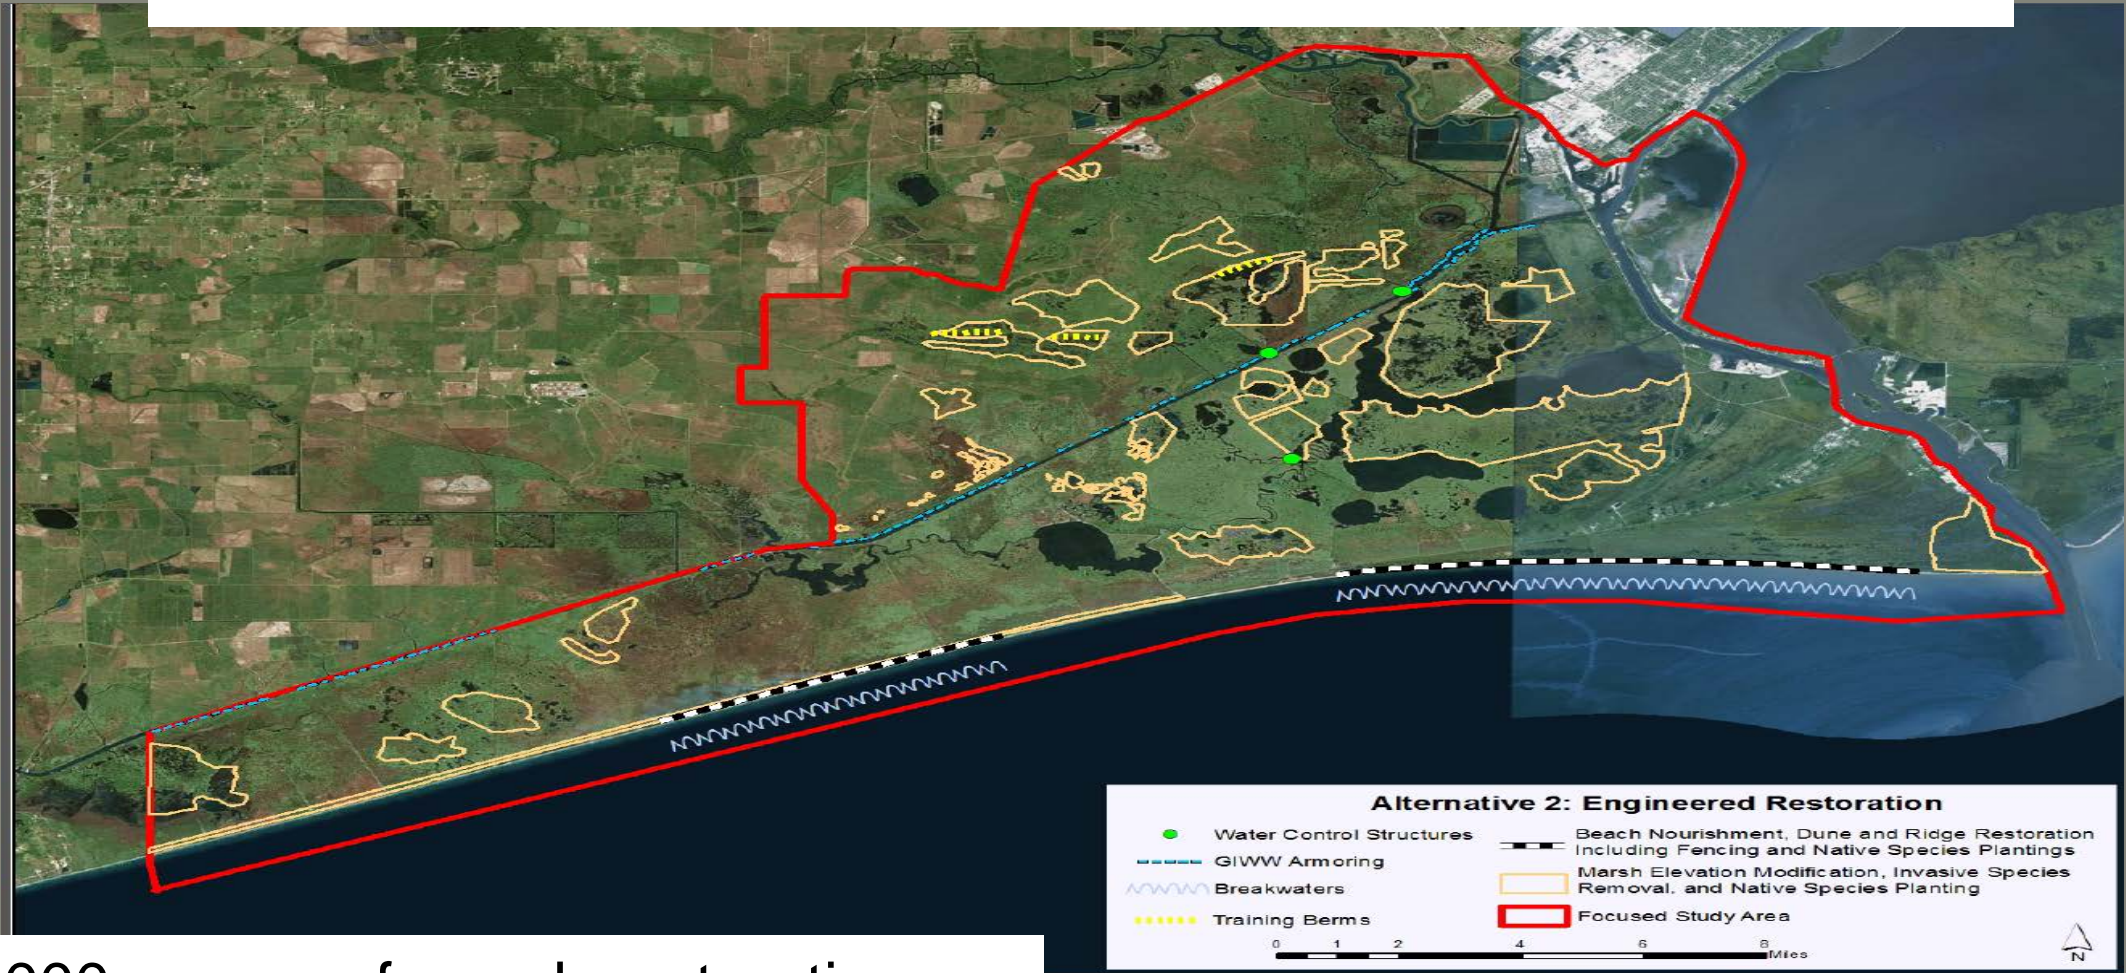 Alternative 2: Engineered Restoration
Water Control Structures
GIWW Armoring
Breakwaters
Training Berms
Beach Nourishment, Dune and Ridge Restoration
Including Fencing and Native Species Plantings
Marsh Elevation Modification, Invasive Species
Removal, and Native Species Planting
Focused Study Area
0 1 2 4 6 8
Miles
N